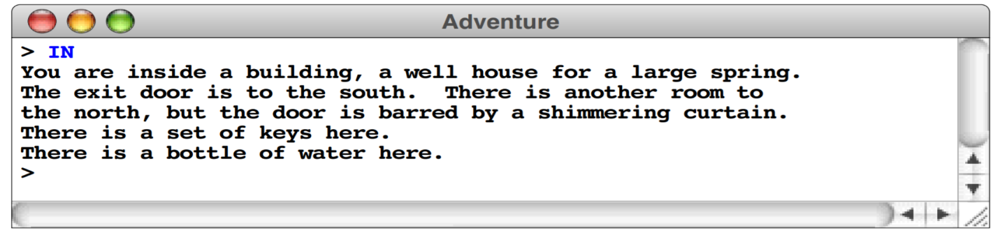 Adventure
> IN
You are inside a building, a well house for a large spring.
The exit door is to the south.  There is another room to
the north, but the door is barred by a shimmering curtain.
There is a set of keys here.
There is a bottle of water here.
>